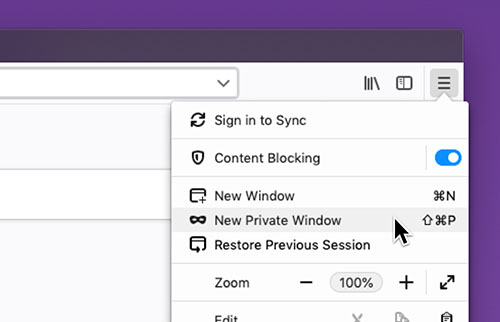 Sign in to Sync
Content Blocking
New Window ⌘N
New Private Window ⇧⌘P
Restore Previous Session
Zoom − 100% +
Edit